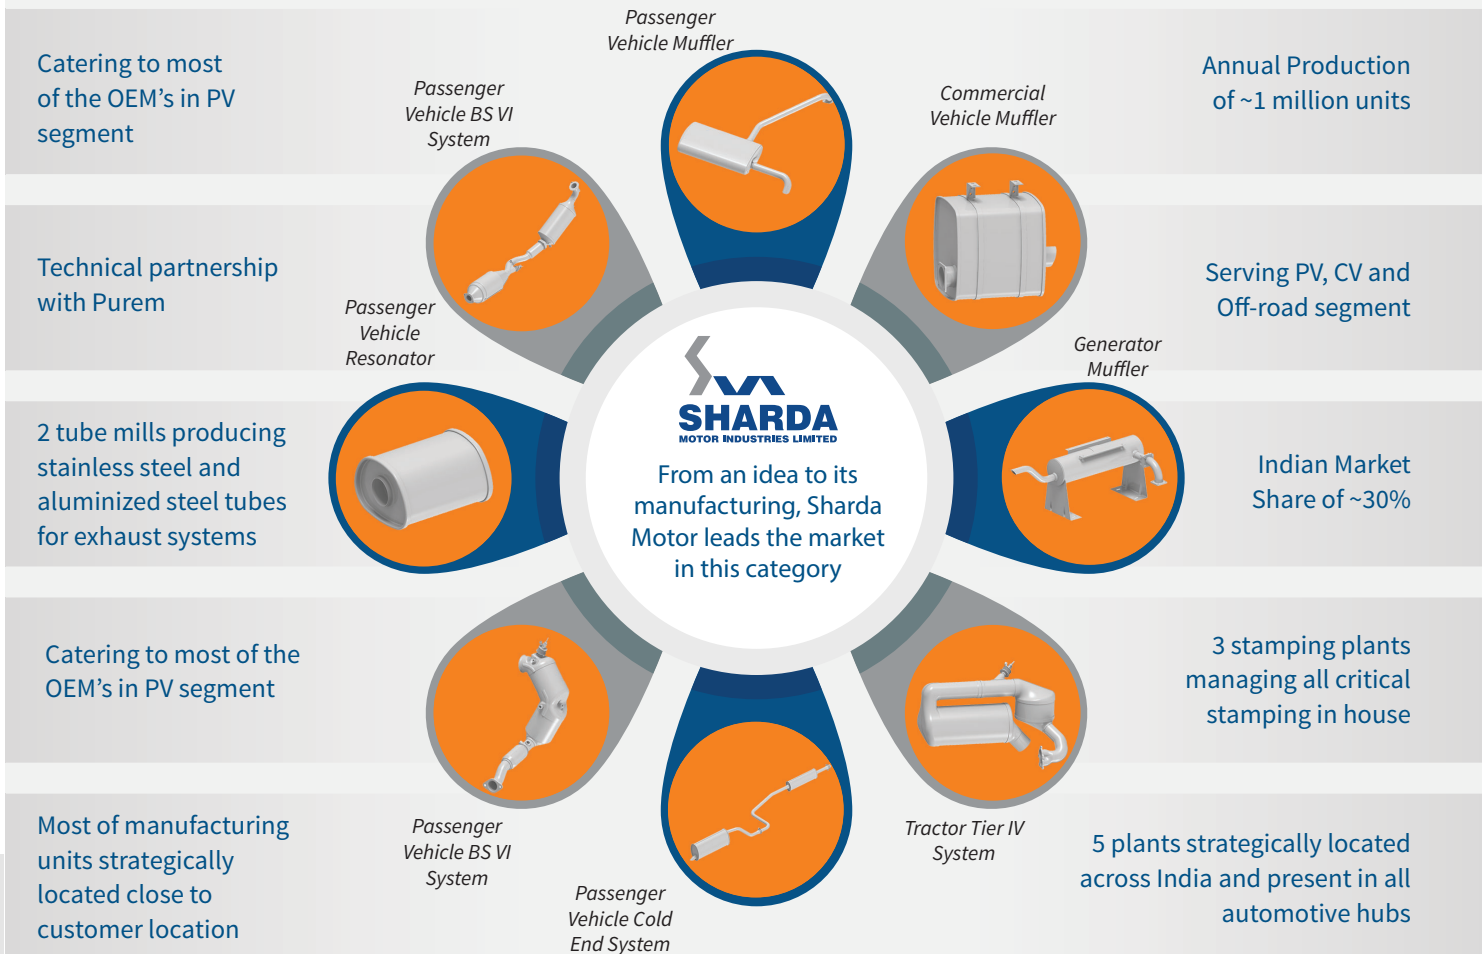 Passenger
Vehicle Muffler
Catering to most
of the OEM's in PV
segment
Passenger
Vehicle BS VI
System
Commercial
Vehicle Muffler
Annual Production
of ~1 million units
Technical partnership
with Purem
Serving PV, CV and
Off-road segment
Passenger
Vehicle
Resonator
Generator
Muffler
2 tube mills producing
stainless steel and
aluminized steel tubes
for exhaust systems
SHARDA
MOTOR INDUSTRIES LIMITED
From an idea to its
manufacturing, Sharda
Motor leads the market
in this category
Indian Market
Share of ~30%
Catering to most of the
OEM's in PV segment
3 stamping plants
managing all critical
stamping in house
Most of manufacturing
units strategically
located close to
customer location
Passenger
Vehicle BS VI
System
Passenger
Vehicle Cold
End System
Tractor Tier IV
System
5 plants strategically located
across India and present in all
automotive hubs